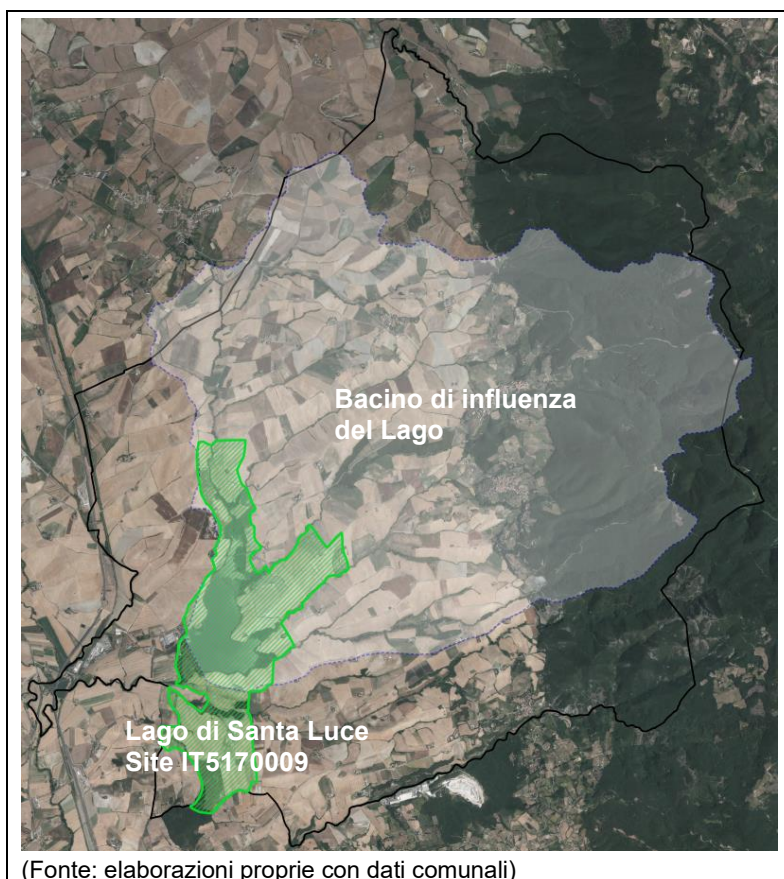 Bacino di influenza
del Lago
Lago di Santa Luce
Site IT5170009
(Fonte: elaborazioni proprie con dati comunali)